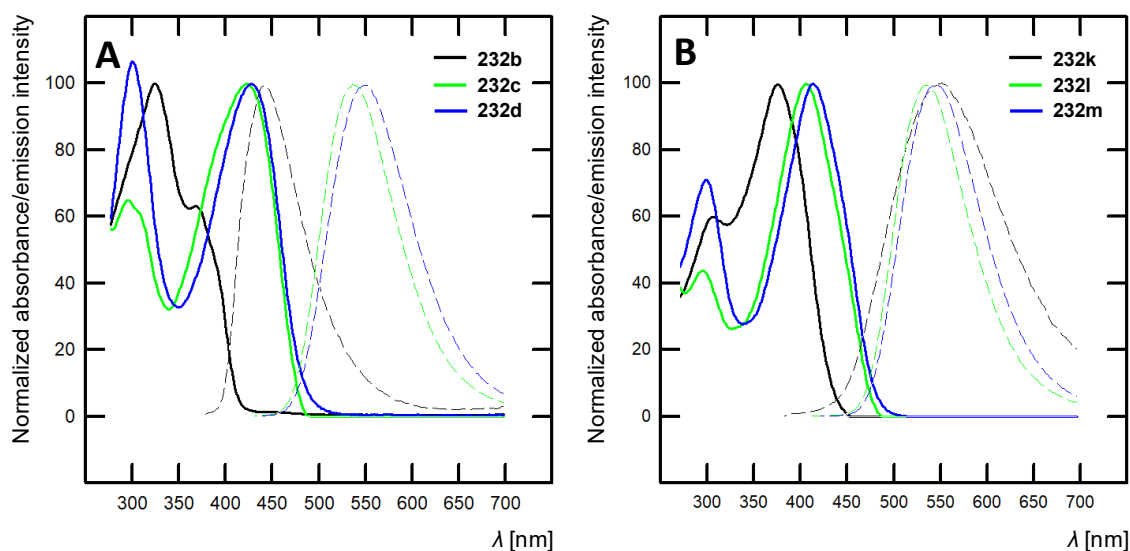 A
232b
232c
232d
Normalized absorbance/emission intensity
100
80
60
40
20
0
300 350 400 450 500 550 600 650 700
λ [nm]
B
232k
232l
232m
Normalized absorbance/emission intensity
100
80
60
40
20
0
300 350 400 450 500 550 600 650 700
λ [nm]